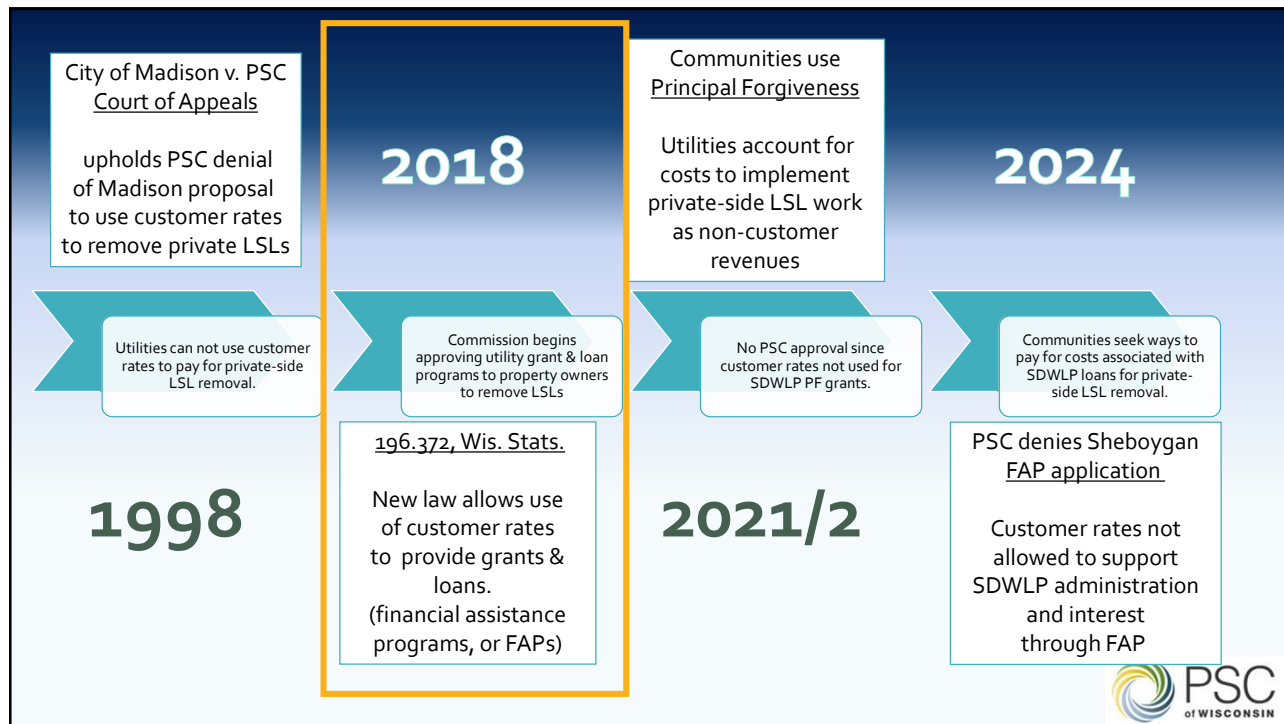 City of Madison v. PSC
Court of Appeals
upholds PSC denial
of Madison proposal
to use customer rates
to remove private LSLs
Utilities can not use customer
rates to pay for private-side
LSL removal.
1998
2018
Commission begins
approving utility grant & loan
programs to property owners
to remove LSLs
196.372, Wis. Stats.
New law allows use
of customer rates
to provide grants &
loans.
(financial assistance
programs, or FAPs)
Communities use
Principal Forgiveness
Utilities account for
costs to implement
private-side LSL work
as non-customer
revenues
No PSC approval since
customer rates not used for
SDWLP PF grants.
2021/2
2024
Communities seek ways to
pay for costs associated with
SDWLP loans for private-
side LSL removal.
PSC denies Sheboygan
FAP application
Customer rates not
allowed to support
SDWLP administration
and interest
through FAP
PSC
of WISCONSIN